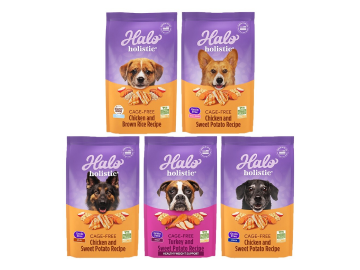 Halo
holistic
CAGE-FREE
Chicken and
Brown Rice Recipe
Halo
holistic
CAGE-FREE
Chicken and
Sweet Potato Recipe
Halo
holistic
CAGE-FREE
Chicken and
Sweet Potato Recipe
Halo
holistic
CAGE-FREE
Turkey and
Sweet Potato Recipe
HEALTHY WEIGHT SUPPORT
Halo
holistic
CAGE-FREE
Chicken and
Sweet Potato Recipe